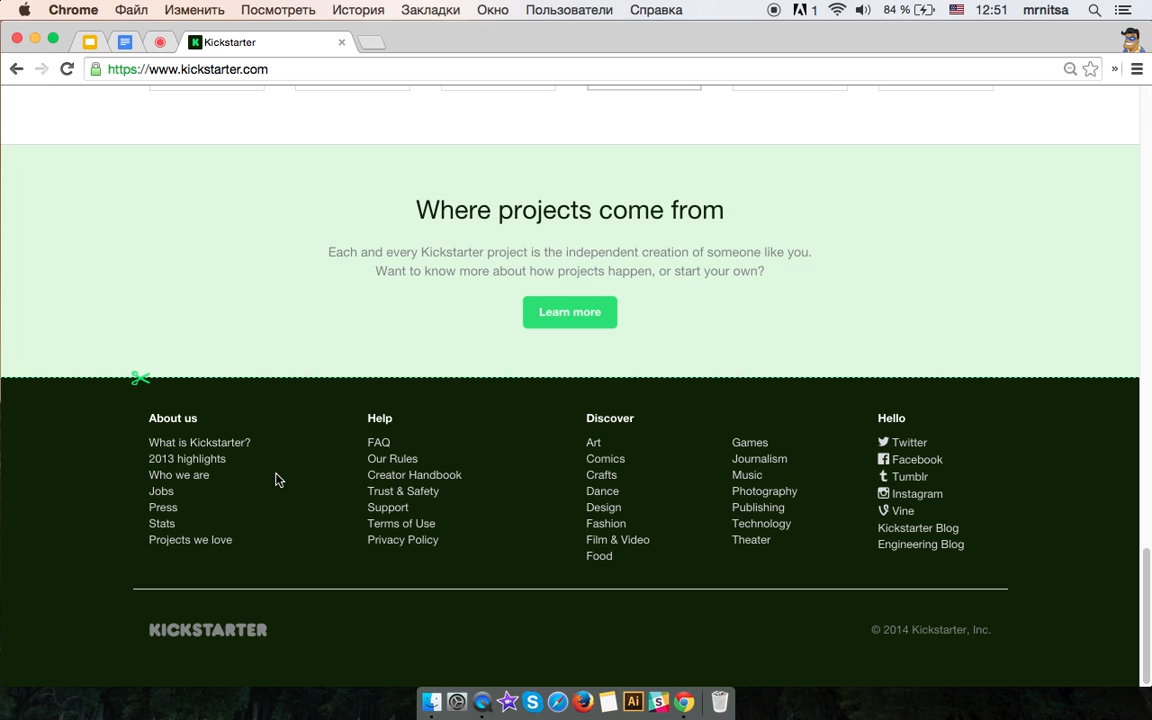 Chrome Файл Изменить Посмотреть История Закладки Окно Пользователи Справка 1 84 % 12:51 mrnitsa
Kickstarter
https://www.kickstarter.com
Where projects come from
Each and every Kickstarter project is the independent creation of someone like you.
Want to know more about how projects happen, or start your own?
Learn more
About us
What is Kickstarter?
2013 highlights
Who we are
Jobs
Press
Stats
Projects we love
Help
FAQ
Our Rules
Creator Handbook
Trust & Safety
Support
Terms of Use
Privacy Policy
Discover
Art
Comics
Crafts
Dance
Design
Fashion
Film & Video
Food
Games
Journalism
Music
Photography
Publishing
Technology
Theater
Hello
Twitter
Facebook
Tumblr
Instagram
Vine
Kickstarter Blog
Engineering Blog
KICKSTARTER
© 2014 Kickstarter, Inc.
Ai